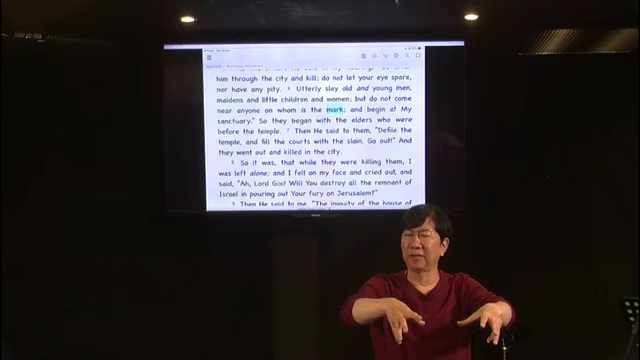 him through the city and kill; do not let your eye spare,
nor have any pity. 6 Utterly slay old and young men,
maidens and little children and women; but do not come
near anyone on whom is the mark; and begin at My
sanctuary." So they began with the elders who were
before the temple. 7 Then He said to them, "Defile the
temple, and fill the courts with the slain. Go out!" And
they went out and killed in the city.
8 So it was, that while they were killing them, I
was left alone; and I fell on my face and cried out, and
said, "Ah, Lord God! Will You destroy all the remnant of
Israel in pouring out Your fury on Jerusalem?"
9 Then He said to me, "The iniquity of the house of